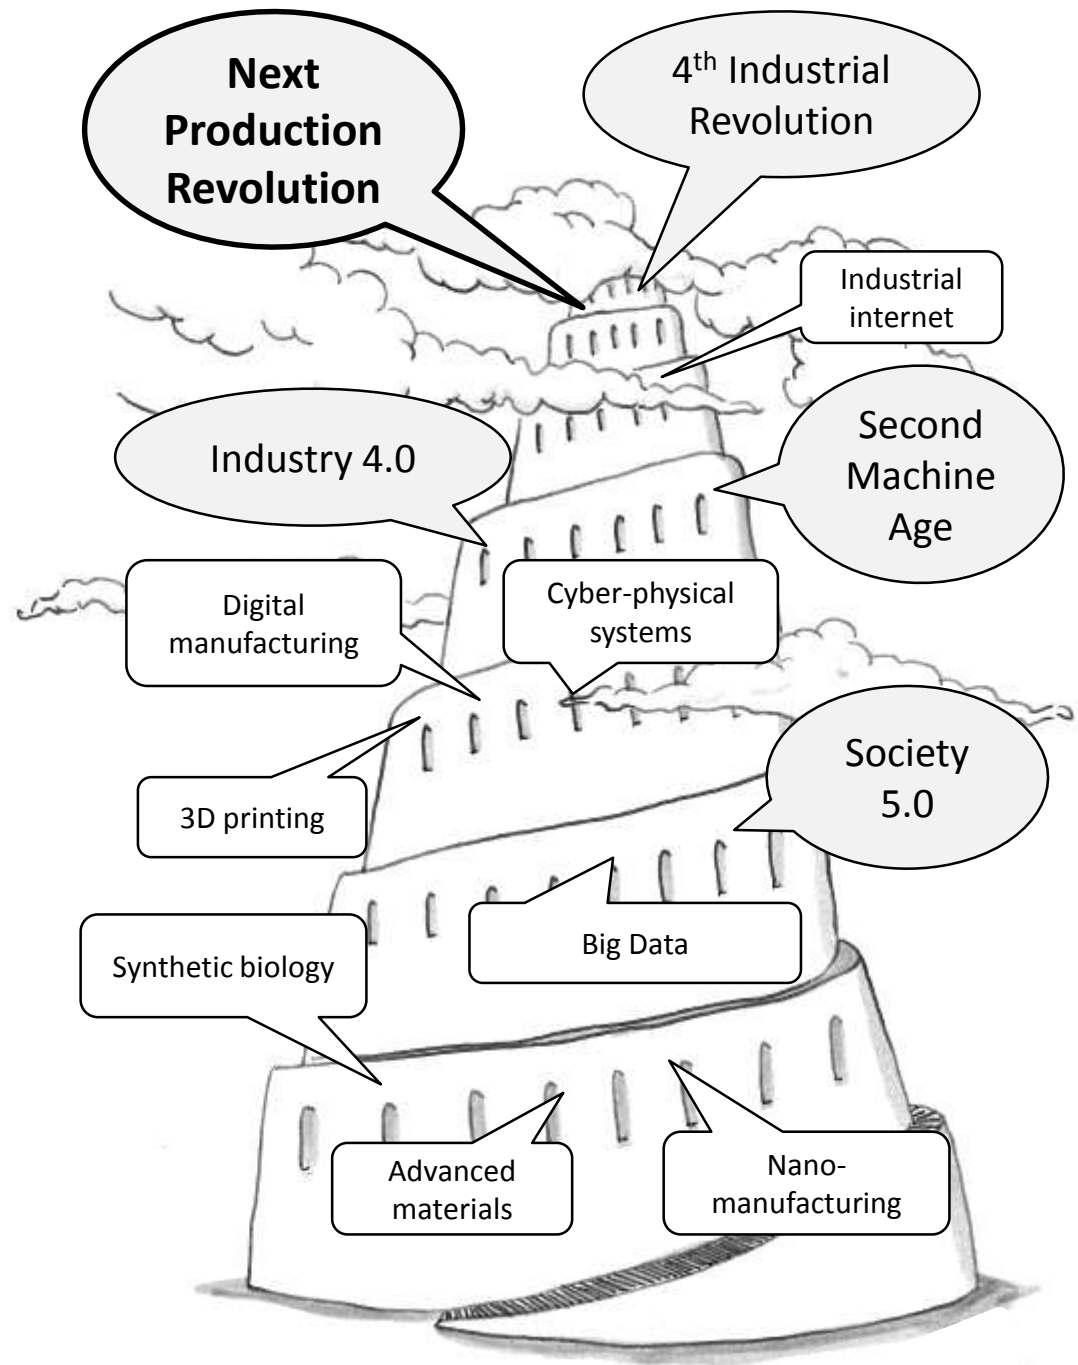 Next
Production
Revolution
4th Industrial
Revolution
Industrial
internet
Industry 4.0
Second
Machine
Age
Digital
manufacturing
Cyber-physical
systems
3D printing
Society
5.0
Synthetic biology
Big Data
Advanced
materials
Nano-
manufacturing